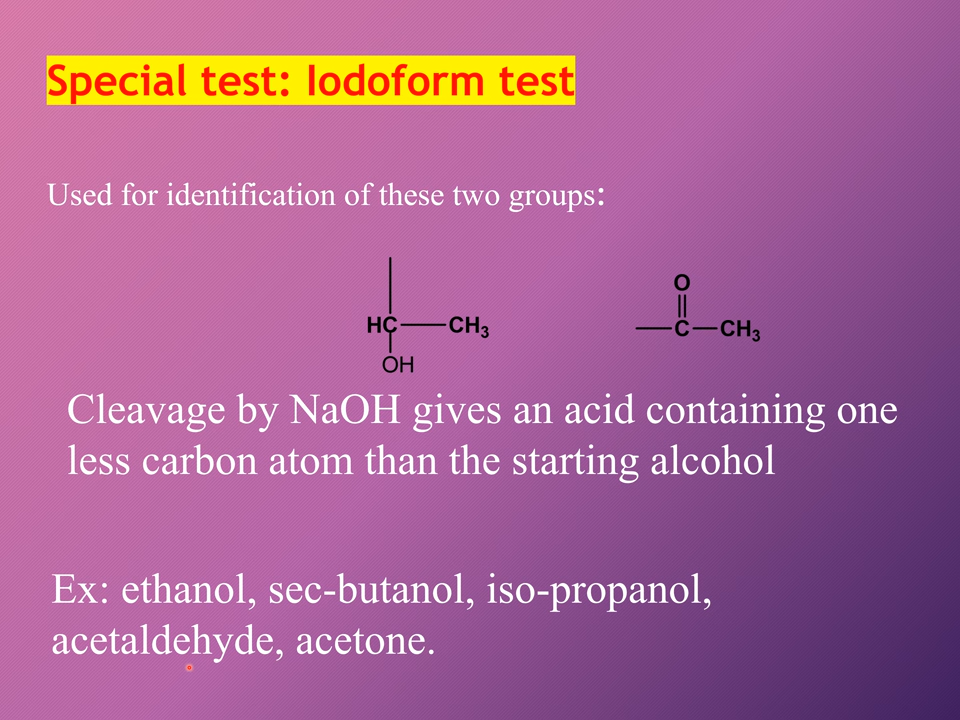 Special test: Iodoform test
Used for identification of these two groups:
O
HC CH3 C CH3
OH
Cleavage by NaOH gives an acid containing one
less carbon atom than the starting alcohol
Ex: ethanol, sec-butanol, iso-propanol,
acetaldehyde, acetone.